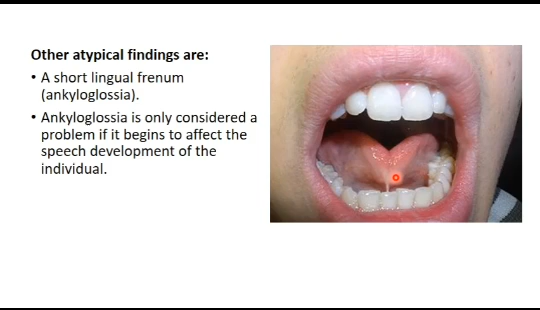 Other atypical findings are:
• A short lingual frenum
(ankyloglossia).
• Ankyloglossia is only considered a
problem if it begins to affect the
speech development of the
individual.